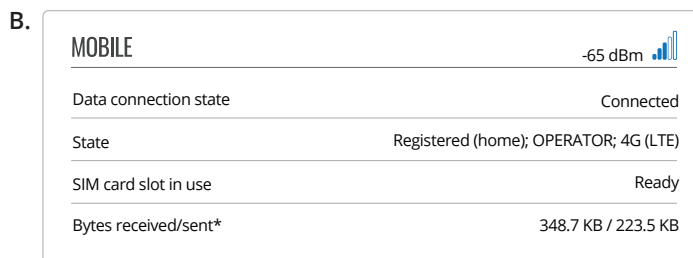 B.
MOBILE -65 dBm
Data connection state Connected
State Registered (home); OPERATOR; 4G (LTE)
SIM card slot in use Ready
Bytes received/sent* 348.7 KB / 223.5 KB